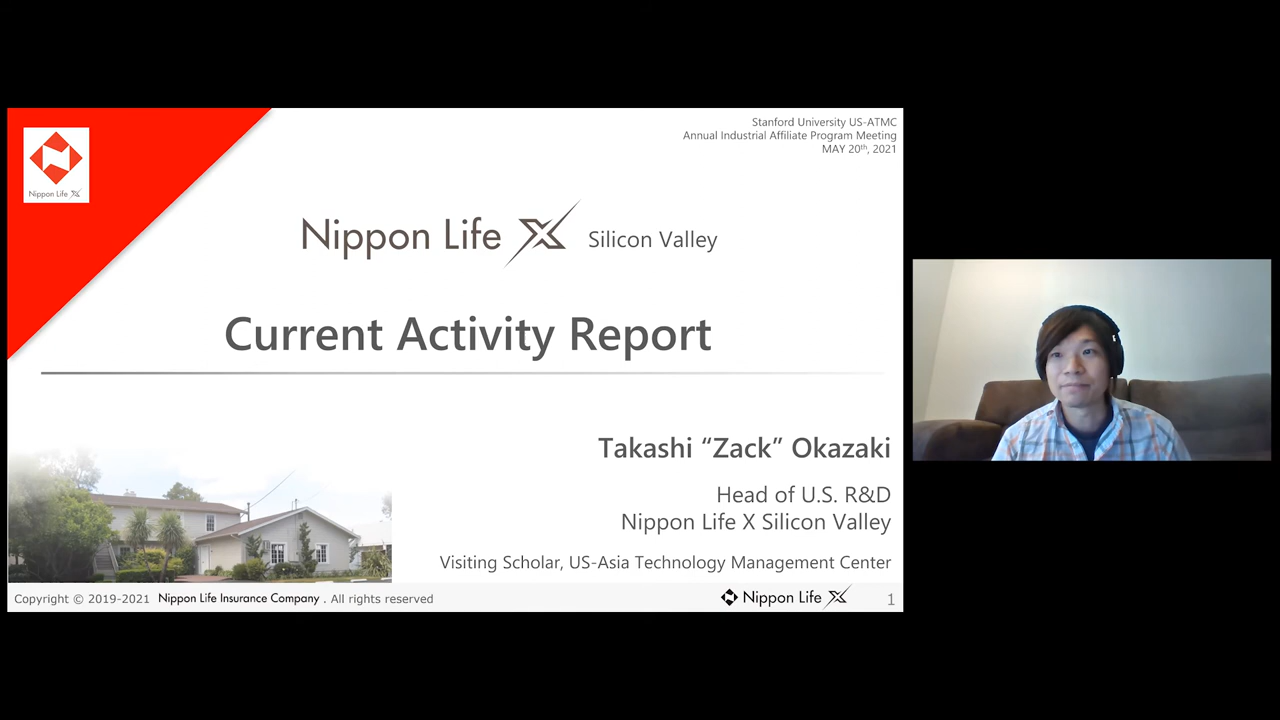 Stanford University US-ATMC
Annual Industrial Affiliate Program Meeting
MAY 20th, 2021
Nippon Life X
Nippon Life X Silicon Valley
Current Activity Report
Takashi “Zack” Okazaki
Head of U.S. R&D
Nippon Life X Silicon Valley
Visiting Scholar, US-Asia Technology Management Center
Copyright © 2019-2021 Nippon Life Insurance Company . All rights reserved
Nippon Life X
1